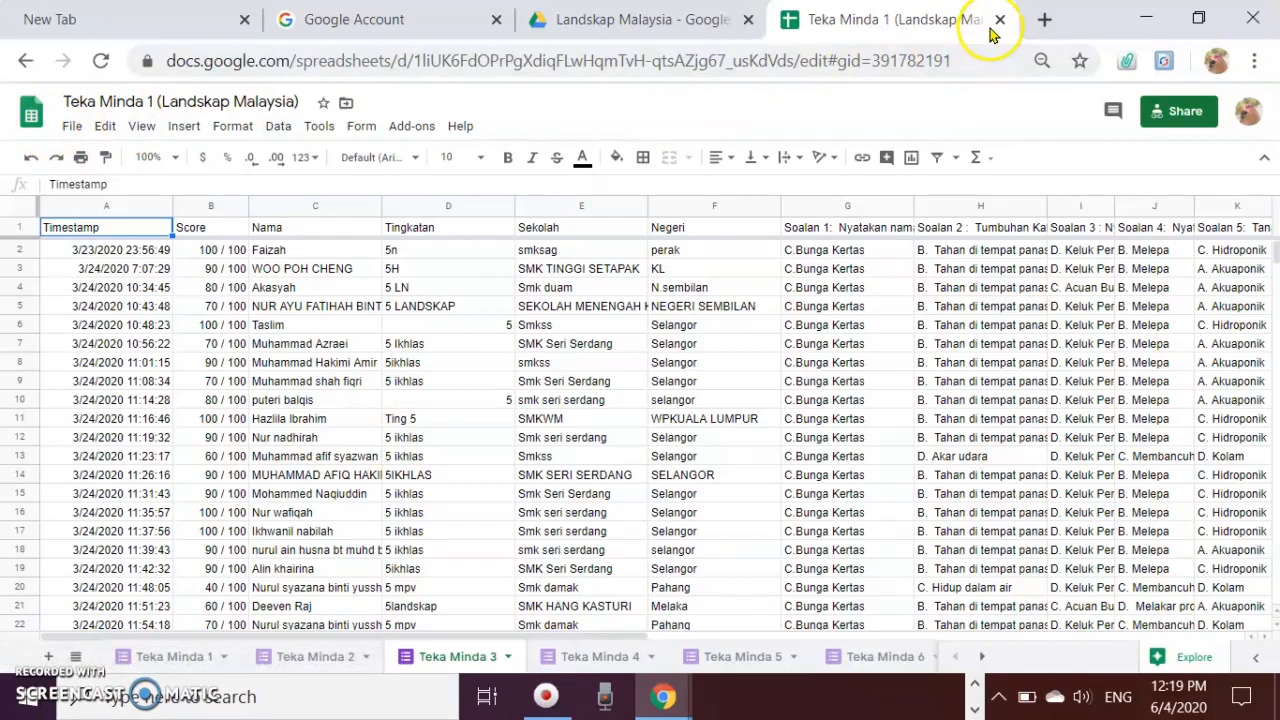 New Tab Google Account Landskap Malaysia - Google Teka Minda 1 (Landskap Ma
docs.google.com/spreadsheets/d/1liUK6FdOPrPgXdiqFLwHqmTvH-qtsAZjg67_usKdVds/edit#gid=391782191
Teka Minda 1 (Landskap Malaysia)
Share
File Edit View Insert Format Data Tools Form Add-ons Help
100% $ % .0 .00 123 Default (Ari... 10 B I S A Σ
fx Timestamp
A B C D E F G H I J K
1 Timestamp Score Nama Tingkatan Sekolah Negeri Soalan 1: Nyatakan nama Soalan 2 : Tumbuhan Ka Soalan 3 : N Soalan 4: Nya Soalan 5: Tan
2 3/23/2020 23:56:49 100 / 100 Faizah 5n smksag perak C.Bunga Kertas B. Tahan di tempat panas D. Keluk Per B. Melepa C. Hidroponik
3 3/24/2020 7:07:29 90 / 100 WOO POH CHENG 5H SMK TINGGI SETAPAK KL C.Bunga Kertas B. Tahan di tempat panas D. Keluk Per B. Melepa A. Akuaponik
4 3/24/2020 10:34:45 80 / 100 Akasyah 5 LN Smk duam N.sembilan C.Bunga Kertas B. Tahan di tempat panas C. Acuan Bu B. Melepa A. Akuaponik
5 3/24/2020 10:43:48 70 / 100 NUR AYU FATIHAH BINT 5 LANDSKAP SEKOLAH MENENGAH K NEGERI SEMBILAN C.Bunga Kertas B. Tahan di tempat panas D. Keluk Per B. Melepa A. Akuaponik
6 3/24/2020 10:48:23 100 / 100 Taslim 5 Smkss Selangor C.Bunga Kertas B. Tahan di tempat panas D. Keluk Per B. Melepa C. Hidroponik
7 3/24/2020 10:56:22 70 / 100 Muhammad Azraei 5 Ikhlas SMK Seri Serdang Selangor C.Bunga Kertas B. Tahan di tempat panas D. Keluk Per B. Melepa A. Akuaponik
8 3/24/2020 11:01:15 90 / 100 Muhammad Hakimi Amir 5ikhlas smkss Selangor C.Bunga Kertas B. Tahan di tempat panas D. Keluk Per B. Melepa A. Akuaponik
9 3/24/2020 11:08:34 70 / 100 Muhammad shah fiqri 5 ikhlas Smk Seri Serdang Selangor C.Bunga Kertas B. Tahan di tempat panas D. Keluk Per B. Melepa A. Akuaponik
10 3/24/2020 11:14:28 80 / 100 puteri balqis 5 smk seri serdang Selangor C.Bunga Kertas B. Tahan di tempat panas D. Keluk Per B. Melepa A. Akuaponik
11 3/24/2020 11:16:46 100 / 100 Hazlila Ibrahim Ting 5 SMKWM WPKUALA LUMPUR C.Bunga Kertas B. Tahan di tempat panas D. Keluk Per B. Melepa C. Hidroponik
12 3/24/2020 11:19:32 90 / 100 Nur nadhirah 5 ikhlas Smk seri serdang Selangor C.Bunga Kertas B. Tahan di tempat panas D. Keluk Per B. Melepa C. Hidroponik
13 3/24/2020 11:23:17 60 / 100 Muhammad afif syazwan 5 ikhlas Smkss Selangor C.Bunga Kertas D. Akar udara D. Keluk Per C. Membancuh D. Kolam
14 3/24/2020 11:26:16 90 / 100 MUHAMMAD AFIQ HAKI 5IKHLAS SMK SERI SERDANG SELANGOR C.Bunga Kertas B. Tahan di tempat panas D. Keluk Per B. Melepa C. Hidroponik
15 3/24/2020 11:31:43 90 / 100 Mohammed Naqiuddin 5 ikhlas Smk seri serdang Selangor C.Bunga Kertas B. Tahan di tempat panas D. Keluk Per B. Melepa C. Hidroponik
16 3/24/2020 11:35:57 100 / 100 Nur wafiqah 5 ikhlas Smk seri serdang Selangor C.Bunga Kertas B. Tahan di tempat panas D. Keluk Per B. Melepa C. Hidroponik
17 3/24/2020 11:37:56 100 / 100 Ikhwanil nabilah 5 ikhlas Smk seri serdang Selangor C.Bunga Kertas B. Tahan di tempat panas D. Keluk Per B. Melepa C. Hidroponik
18 3/24/2020 11:39:43 90 / 100 nurul ain husna bt muhd b 5 ikhlas smk seri serdang selangor C.Bunga Kertas B. Tahan di tempat panas D. Keluk Per B. Melepa A. Akuaponik
19 3/24/2020 11:42:32 90 / 100 Alin khairina 5 ikhlas Smk seri serdang Selangor C.Bunga Kertas B. Tahan di tempat panas D. Keluk Per B. Melepa C. Hidroponik
20 3/24/2020 11:48:05 40 / 100 Nurul syazana binti yussh 5 mpv Smk damak Pahang C.Bunga Kertas C. Hidup dalam air D. Keluk Per C. Membancuh D. Kolam
21 3/24/2020 11:51:23 60 / 100 Deeven Raj 5landskap SMK HANG KASTURI Melaka C.Bunga Kertas B. Tahan di tempat panas C. Acuan Bu D. Melakar pro A. Akuaponik
22 3/24/2020 11:54:18 70 / 100 Nurul syazana binti yussh 5 mpv Smk damak Pahang C.Bunga Kertas B. Tahan di tempat panas D. Keluk Per C. Membancuh D. Kolam
Teka Minda 1 Teka Minda 2 Teka Minda 3 Teka Minda 4 Teka Minda 5 Teka Minda 6 Explore
RECORDED WITH
SCREENCAST MATIC
Type here to search
ENG
12:19 PM
6/4/2020